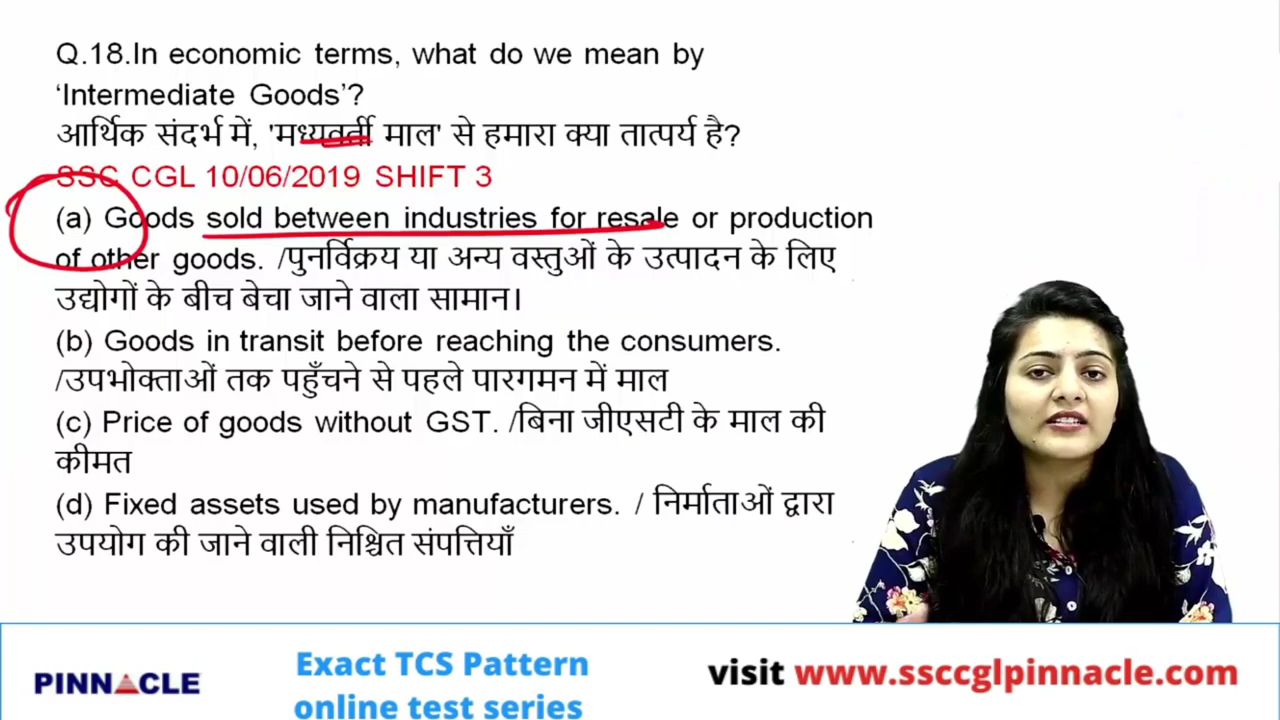 Q.18.In economic terms, what do we mean by
‘Intermediate Goods’?
आर्थिक संदर्भ में, 'मध्यवर्ती माल' से हमारा क्या तात्पर्य है?
SSC CGL 10/06/2019 SHIFT 3
(a) Goods sold between industries for resale or production
of other goods. /पुनर्विक्रय या अन्य वस्तुओं के उत्पादन के लिए
उद्योगों के बीच बेचा जाने वाला सामान।
(b) Goods in transit before reaching the consumers.
/उपभोक्ताओं तक पहुँचने से पहले पारगमन में माल
(c) Price of goods without GST. /बिना जीएसटी के माल की
कीमत
(d) Fixed assets used by manufacturers. / निर्माताओं द्वारा
उपयोग की जाने वाली निश्चित संपत्तियाँ
PINNACLE
Exact TCS Pattern
online test series
visit www.ssccglpinnacle.com